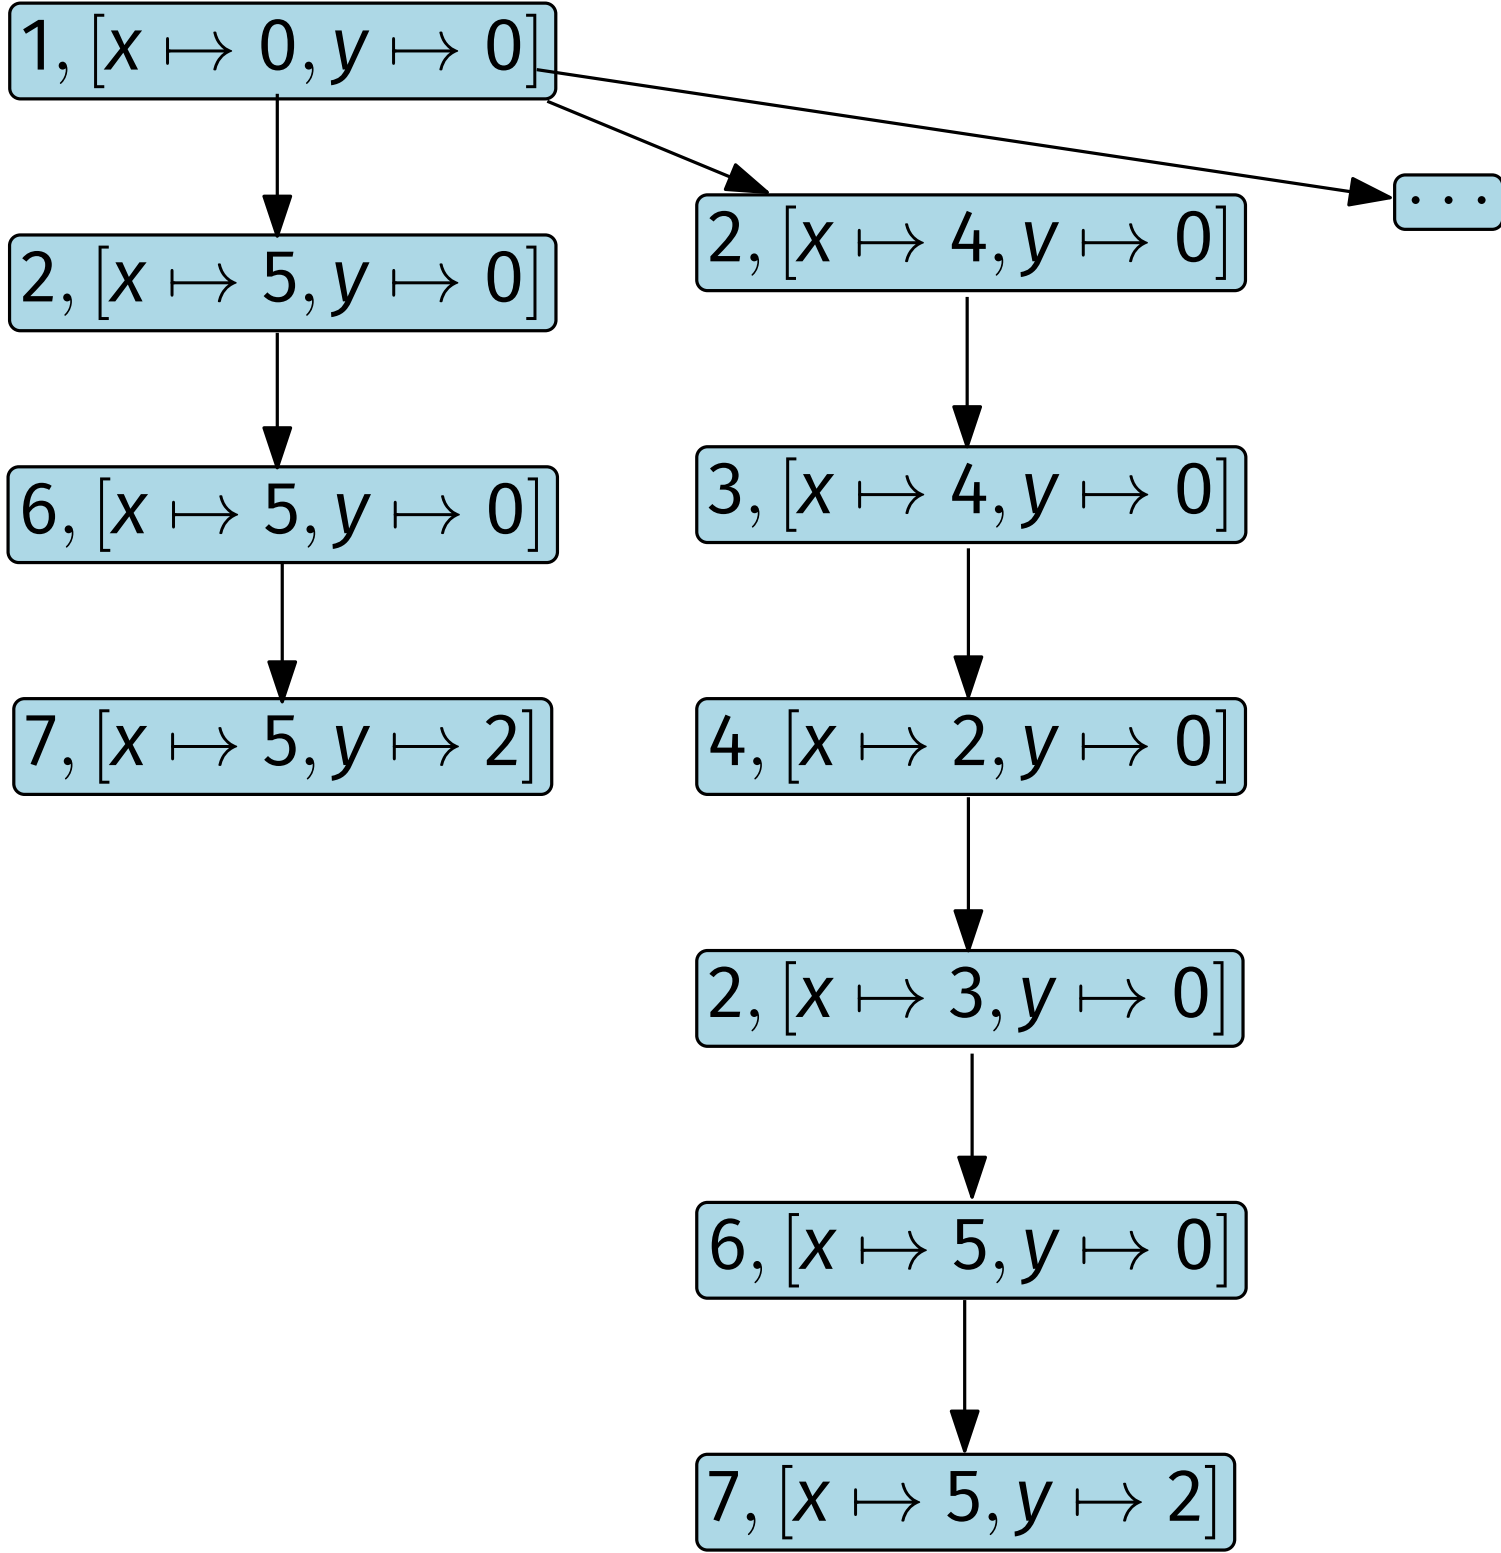 1, [x ↦ 0, y ↦ 0]
2, [x ↦ 5, y ↦ 0]
6, [x ↦ 5, y ↦ 0]
7, [x ↦ 5, y ↦ 2]
2, [x ↦ 4, y ↦ 0]
3, [x ↦ 4, y ↦ 0]
4, [x ↦ 2, y ↦ 0]
2, [x ↦ 3, y ↦ 0]
6, [x ↦ 5, y ↦ 0]
7, [x ↦ 5, y ↦ 2]
· · ·